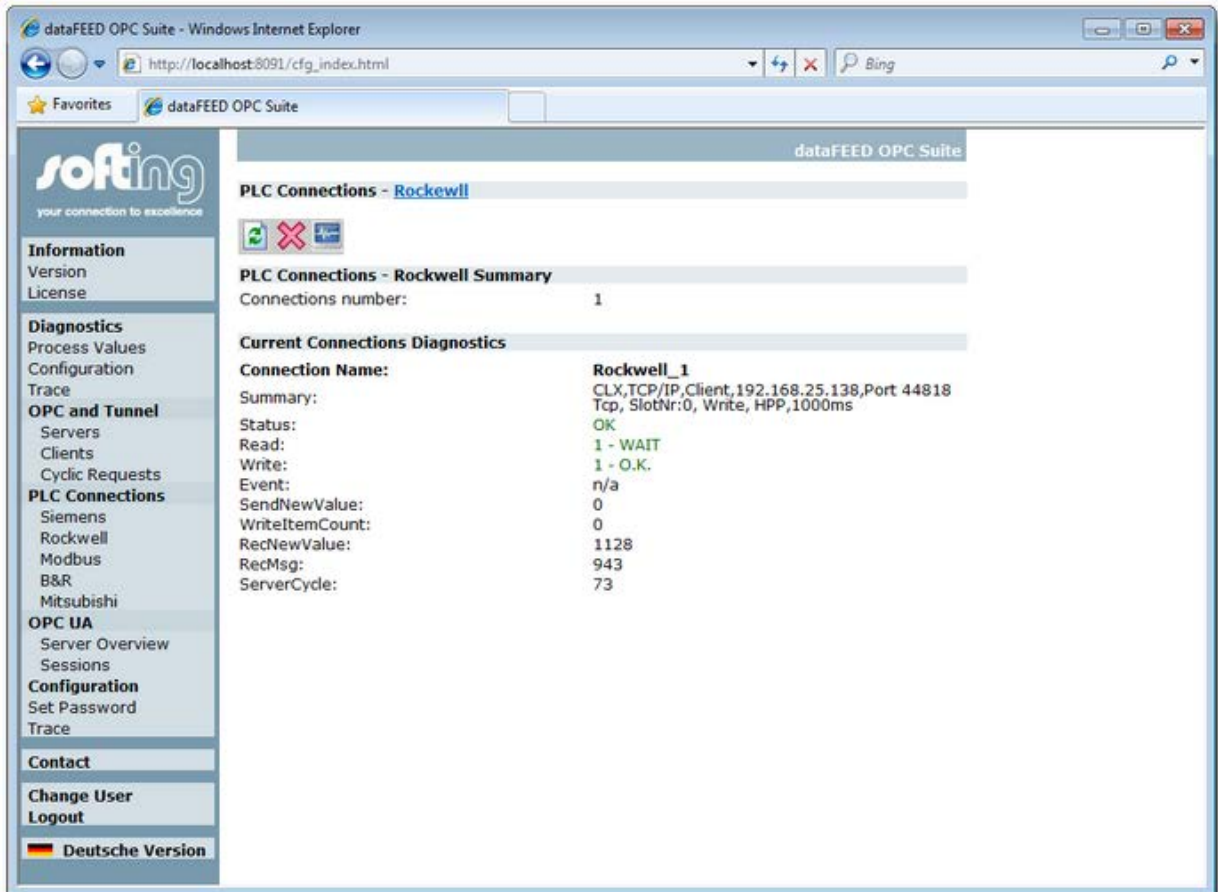 dataFEED OPC Suite - Windows Internet Explorer
http://localhost:8091/cfg_index.html
Bing
Favorites
dataFEED OPC Suite
softing
your connection to excellence
Information
Version
License
Diagnostics
Process Values
Configuration
Trace
OPC and Tunnel
Servers
Clients
Cyclic Requests
PLC Connections
Siemens
Rockwell
Modbus
B&R
Mitsubishi
OPC UA
Server Overview
Sessions
Configuration
Set Password
Trace
Contact
Change User
Logout
Deutsche Version
dataFEED OPC Suite
PLC Connections - Rockewll
PLC Connections - Rockwell Summary
Connections number: 1
Current Connections Diagnostics
Connection Name: Rockwell_1
Summary: CLX,TCP/IP,Client,192.168.25.138,Port 44818
Tcp, SlotNr:0, Write, HPP,1000ms
Status: OK
Read: 1 - WAIT
Write: 1 - O.K.
Event: n/a
SendNewValue: 0
WriteItemCount: 0
RecNewValue: 1128
RecMsg: 943
ServerCycle: 73